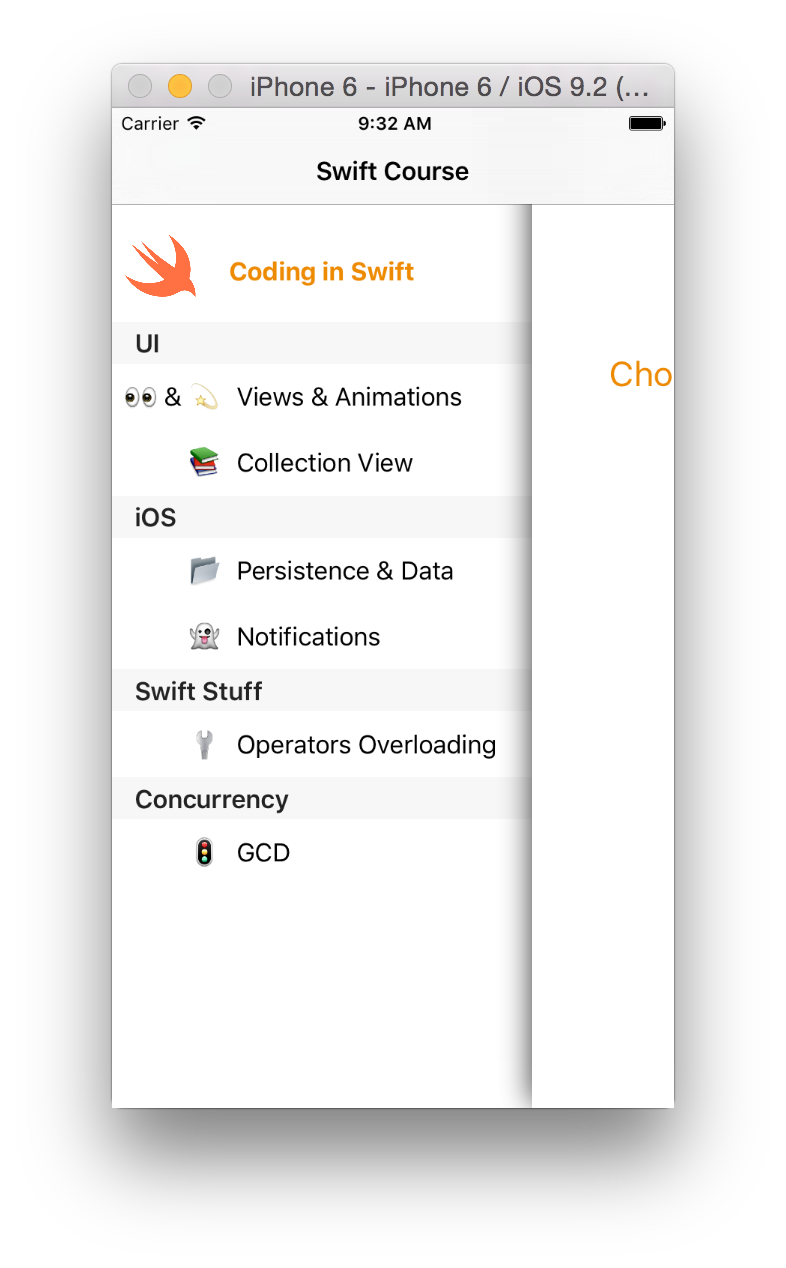 iPhone 6 - iPhone 6 / iOS 9.2 (...
Carrier 9:32 AM
Swift Course
Coding in Swift
Cho
UI
👀 & 💫 Views & Animations
📚 Collection View
iOS
📁 Persistence & Data
👻 Notifications
Swift Stuff
🔧 Operators Overloading
Concurrency
🚦 GCD